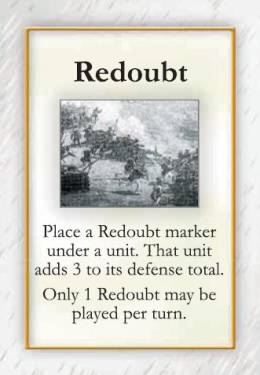 Redoubt
Place a Redoubt marker
under a unit. That unit
adds 3 to its defense total.
Only 1 Redoubt may be
played per turn.